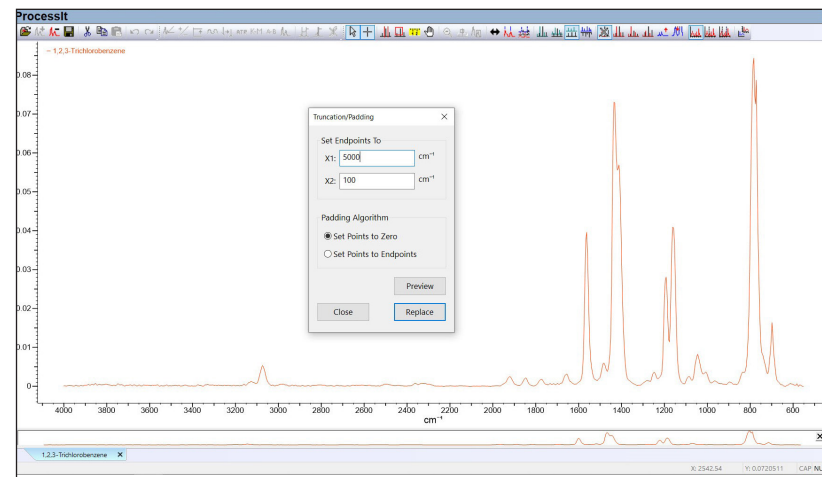 ProcessIt
ATR K-M
~ 1,2,3-Trichlorobenzene
0.08
0.07
0.06
0.05
0.04
0.03
0.02
0.01
0
Truncation/Padding
Set Endpoints To
X1: 5000 cm⁻¹
X2: 100 cm⁻¹
Padding Algorithm
Set Points to Zero
Set Points to Endpoints
Preview
Close Replace
4000 3800 3600 3400 3200 3000 2800 2600 2400 2200 2000 1800 1600 1400 1200 1000 800 600
cm⁻¹
1,2,3-Trichlorobenzene
X: 2542.54 Y: 0.0720511 CAP